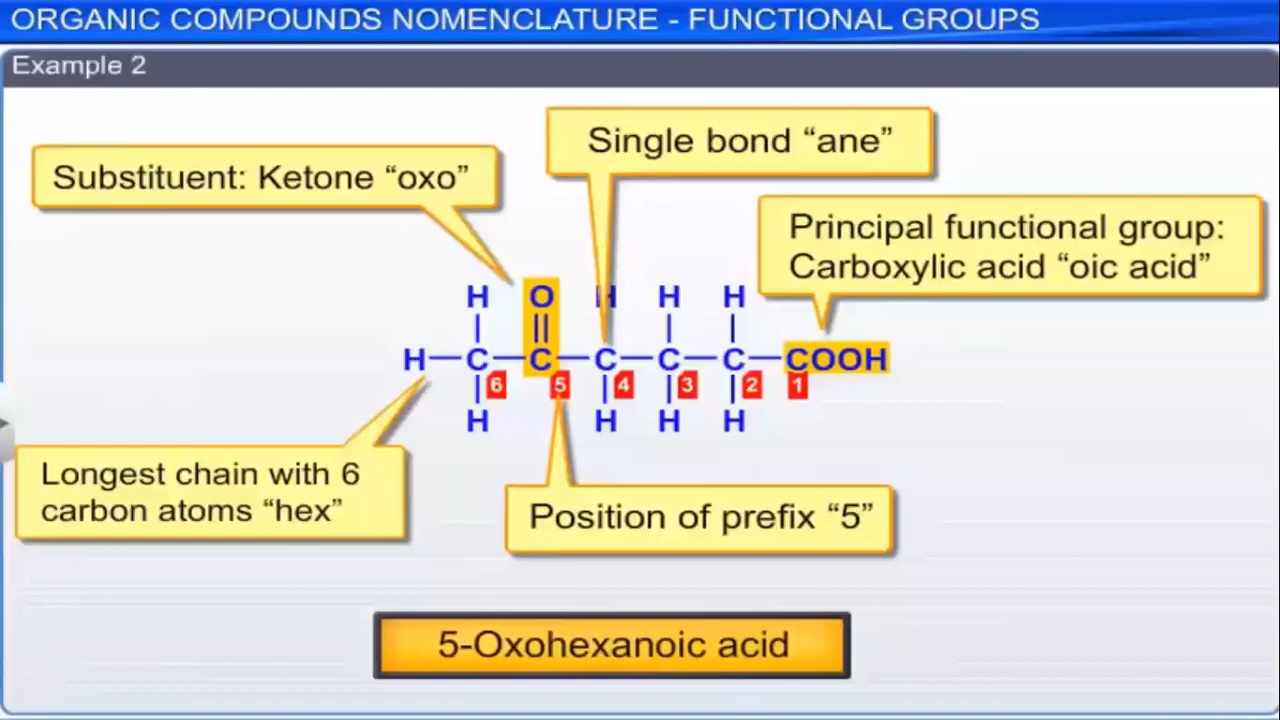 ORGANIC COMPOUNDS NOMENCLATURE - FUNCTIONAL GROUPS
Example 2
Single bond “ane”
Substituent: Ketone “oxo”
Principal functional group:
Carboxylic acid “oic acid”
H O H H H
H C C C C C COOH
6 5 4 3 2 1
H H H H
Longest chain with 6
carbon atoms “hex”
Position of prefix “5”
5-Oxohexanoic acid